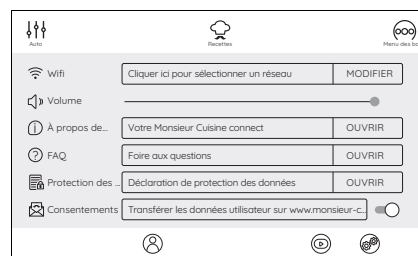 Auto
Recettes
Menu des bo
Wifi
Cliquer ici pour sélectionner un réseau
MODIFIER
Volume
À propos de...
Votre Monsieur Cuisine connect
OUVRIR
FAQ
Foire aux questions
OUVRIR
Protection des ...
Déclaration de protection des données
OUVRIR
Consentements
Transférer les données utilisateur sur www.monsieur-c...